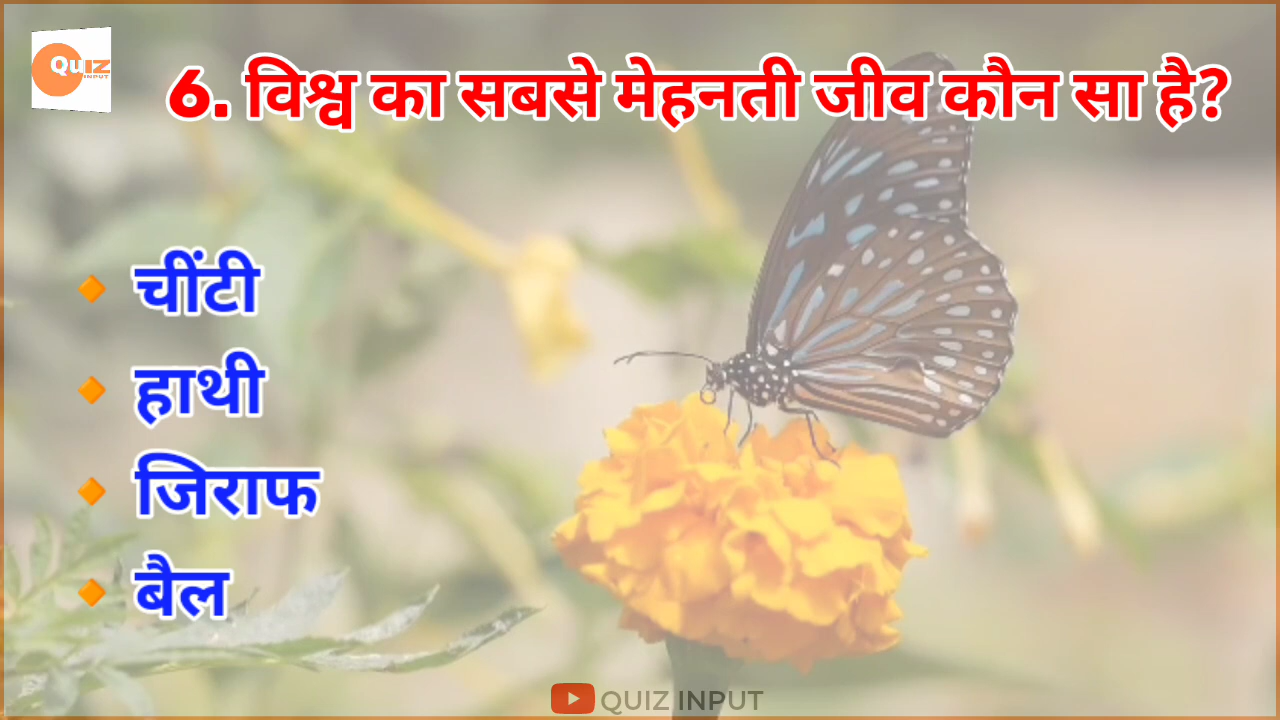 QuIZ
INPUT
6. विश्व का सबसे मेहनती जीव कौन सा है?
🔸 चींटी
🔸 हाथी
🔸 जिराफ
🔸 बैल
QUIZ INPUT